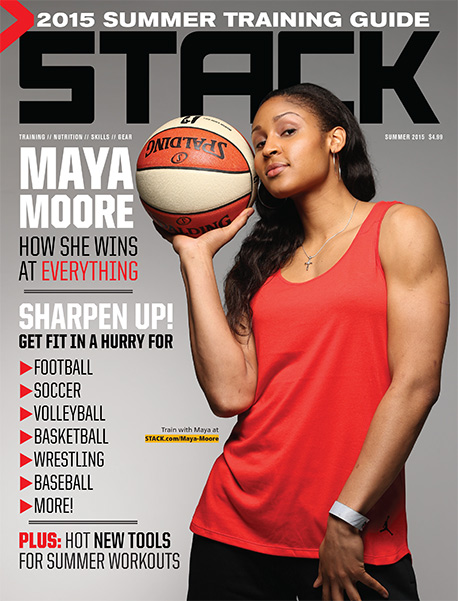 2015 SUMMER TRAINING GUIDE
STACK
TRAINING // NUTRITION // SKILLS // GEAR
SUMMER 2015 $4.99
MAYA
MOORE
HOW SHE WINS
AT EVERYTHING
SPALDING
SPALDING
SHARPEN UP!
GET FIT IN A HURRY FOR
FOOTBALL
SOCCER
VOLLEYBALL
BASKETBALL
WRESTLING
BASEBALL
MORE!
Train with Maya at
STACK.com/Maya-Moore
PLUS: HOT NEW TOOLS
FOR SUMMER WORKOUTS